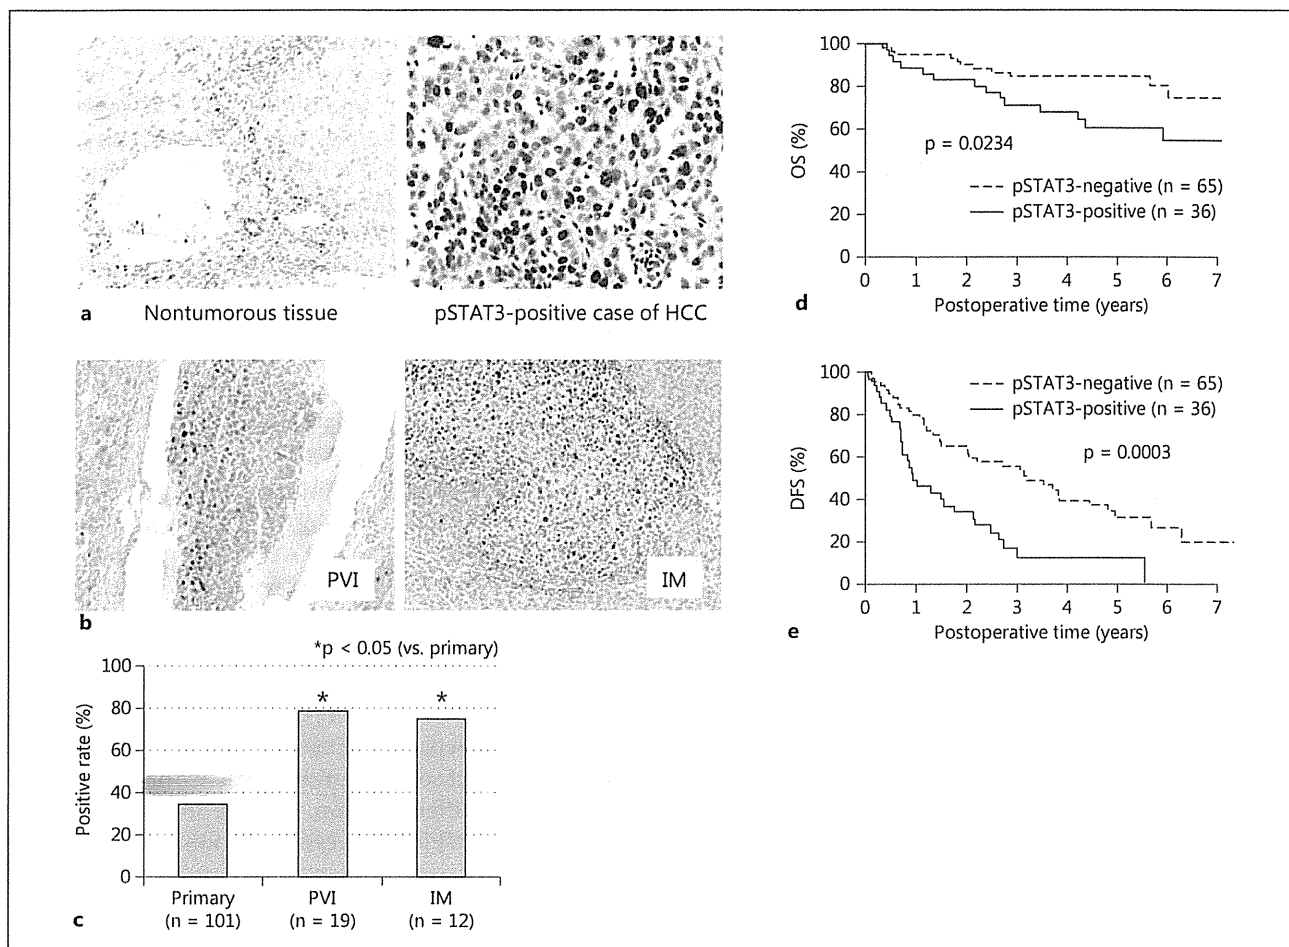 Nontumorous tissue
pSTAT3-positive case of HCC
a
PVI
IM
b
*p < 0.05 (vs. primary)
Positive rate (%)
100
80
60
40
20
0
*
*
Primary
(n = 101)
PVI
(n = 19)
IM
(n = 12)
c
OS (%)
100
80
60
40
20
0
p = 0.0234
pSTAT3-negative (n = 65)
pSTAT3-positive (n = 36)
0 1 2 3 4 5 6 7
Postoperative time (years)
d
DFS (%)
100
80
60
40
20
0
pSTAT3-negative (n = 65)
pSTAT3-positive (n = 36)
p = 0.0003
0 1 2 3 4 5 6 7
Postoperative time (years)
e